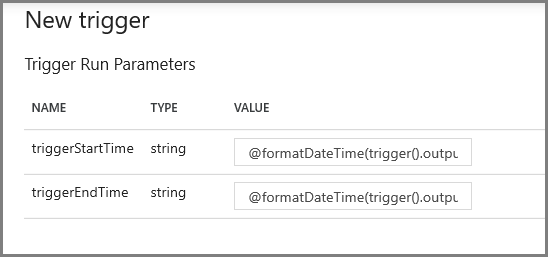 New trigger
Trigger Run Parameters
NAME TYPE VALUE
triggerStartTime string @formatDateTime(trigger().outpu
triggerEndTime string @formatDateTime(trigger().outpu